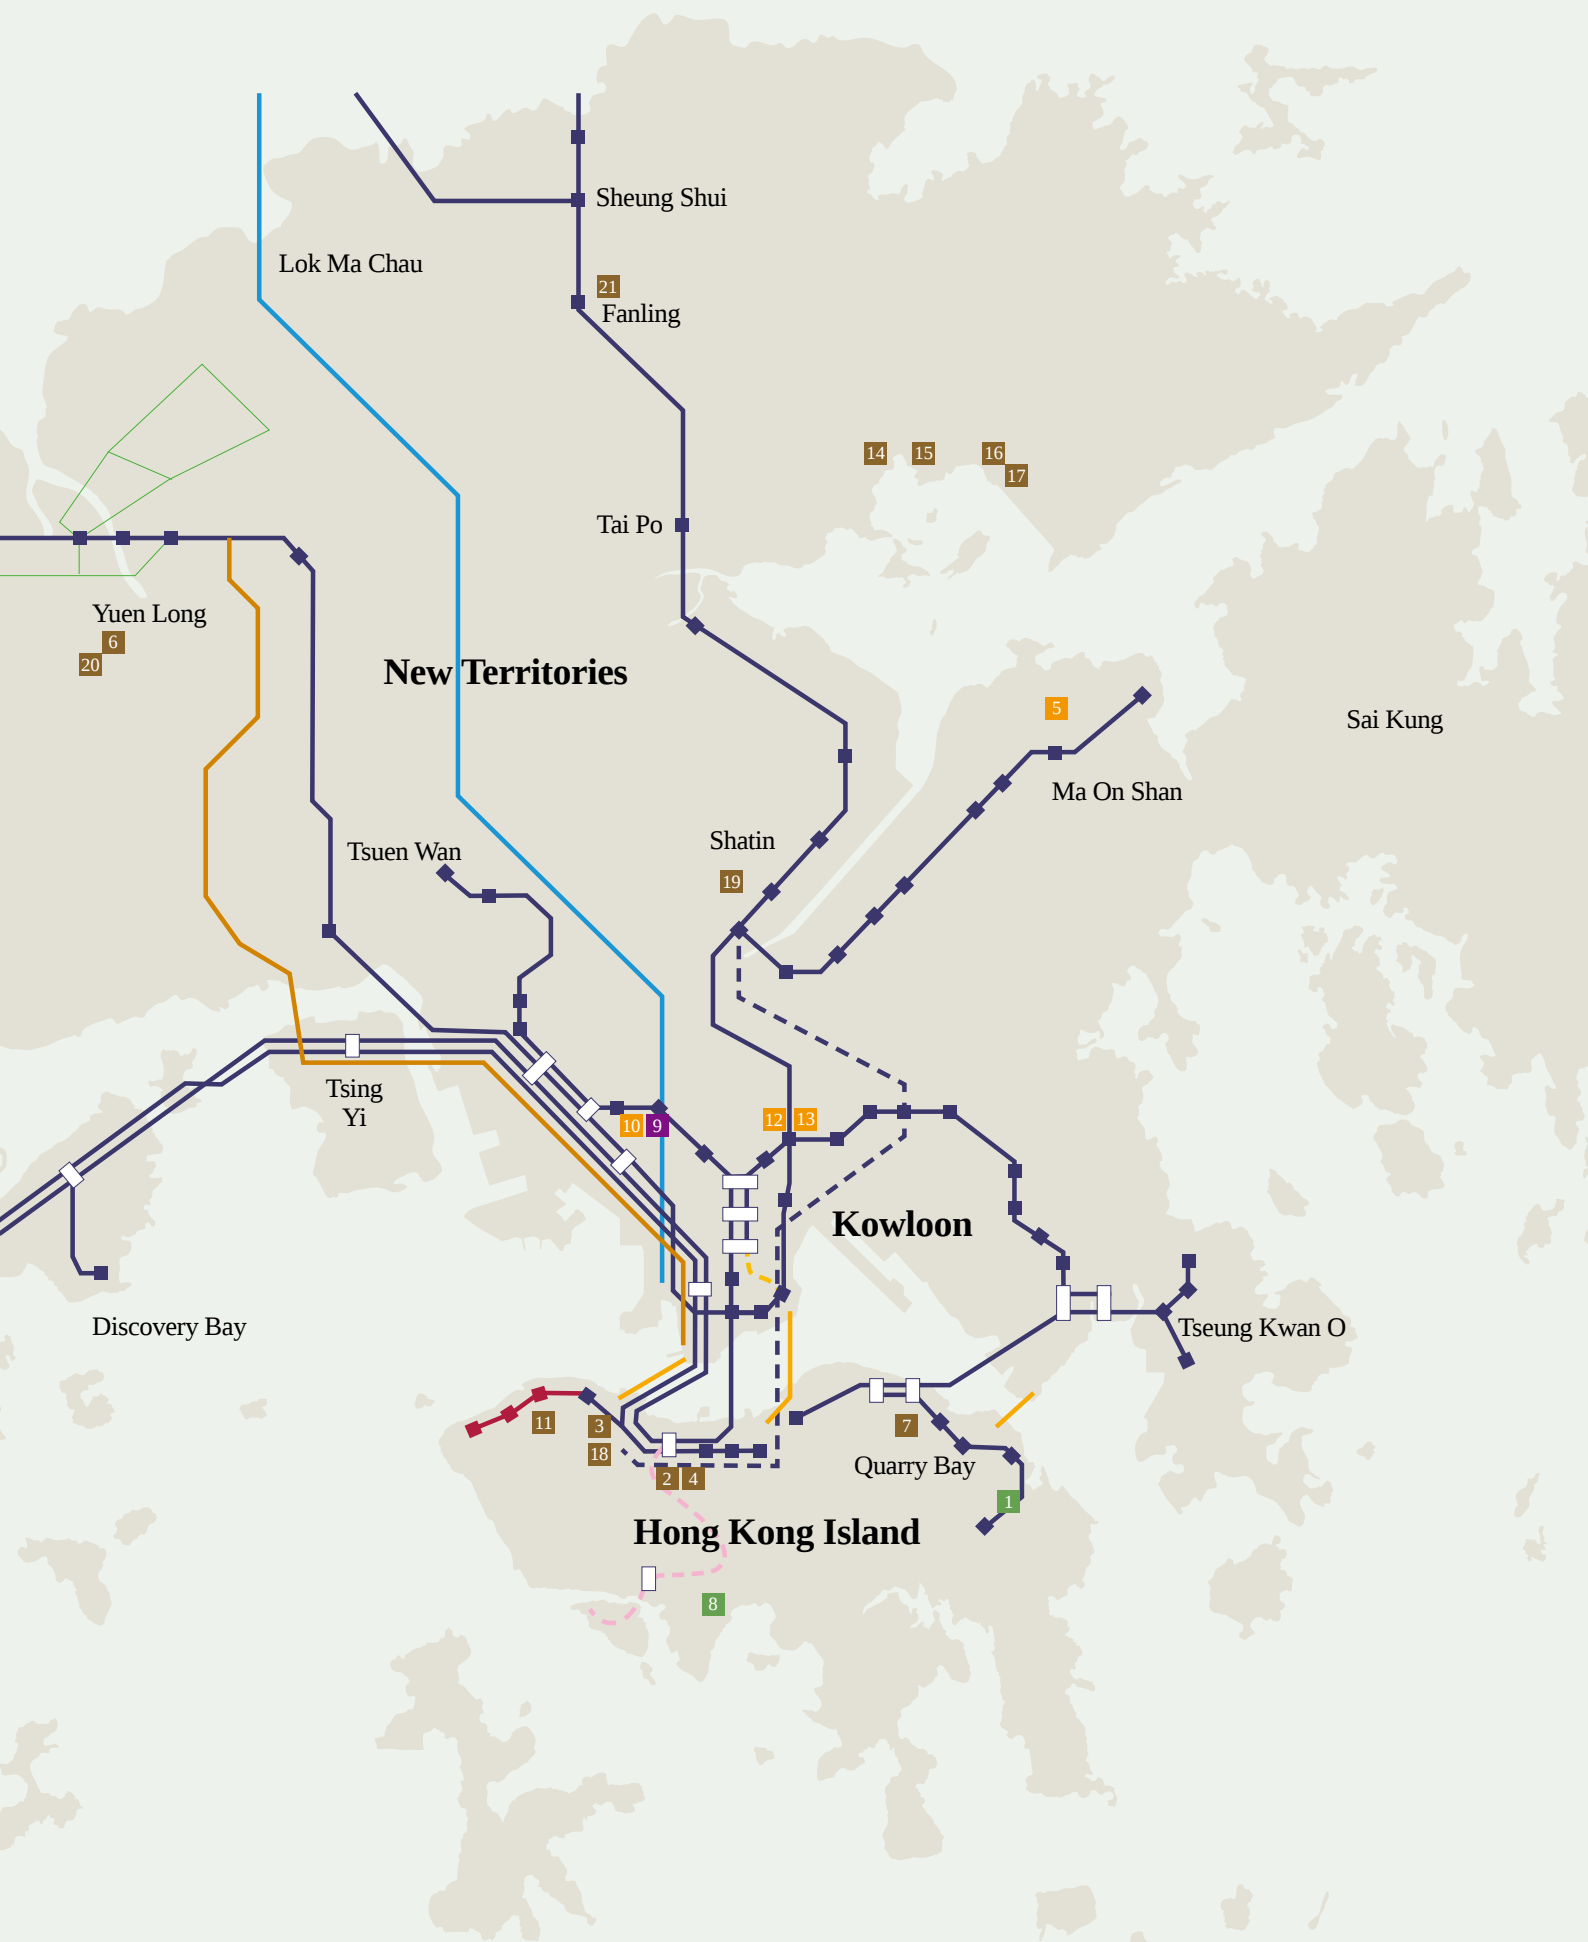 Sheung Shui
Lok Ma Chau
21
Fanling
14
15
16
17
Tai Po
Yuen Long
6
20
New Territories
5
Sai Kung
Ma On Shan
Shatin
Tsuen Wan
19
Tsing
Yi
10
9
12
13
Kowloon
Discovery Bay
Tseung Kwan O
11
3
7
18
Quarry Bay
2
4
1
Hong Kong Island
8